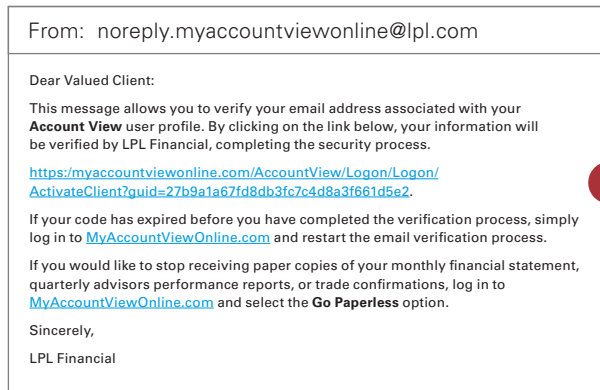 From: noreply.myaccountviewonline@lpl.com
Dear Valued Client:
This message allows you to verify your email address associated with your
Account View user profile. By clicking on the link below, your information will
be verified by LPL Financial, completing the security process.
https:/myaccountviewonline.com/AccountView/Logon/Logon/
ActivateClient?guid=27b9a1a67fd8db3fc7c4d8a3f661d5e2.
If your code has expired before you have completed the verification process, simply
log in to MyAccountViewOnline.com and restart the email verification process.
If you would like to stop receiving paper copies of your monthly financial statement,
quarterly advisors performance reports, or trade confirmations, log in to
MyAccountViewOnline.com and select the Go Paperless option.
Sincerely,
LPL Financial